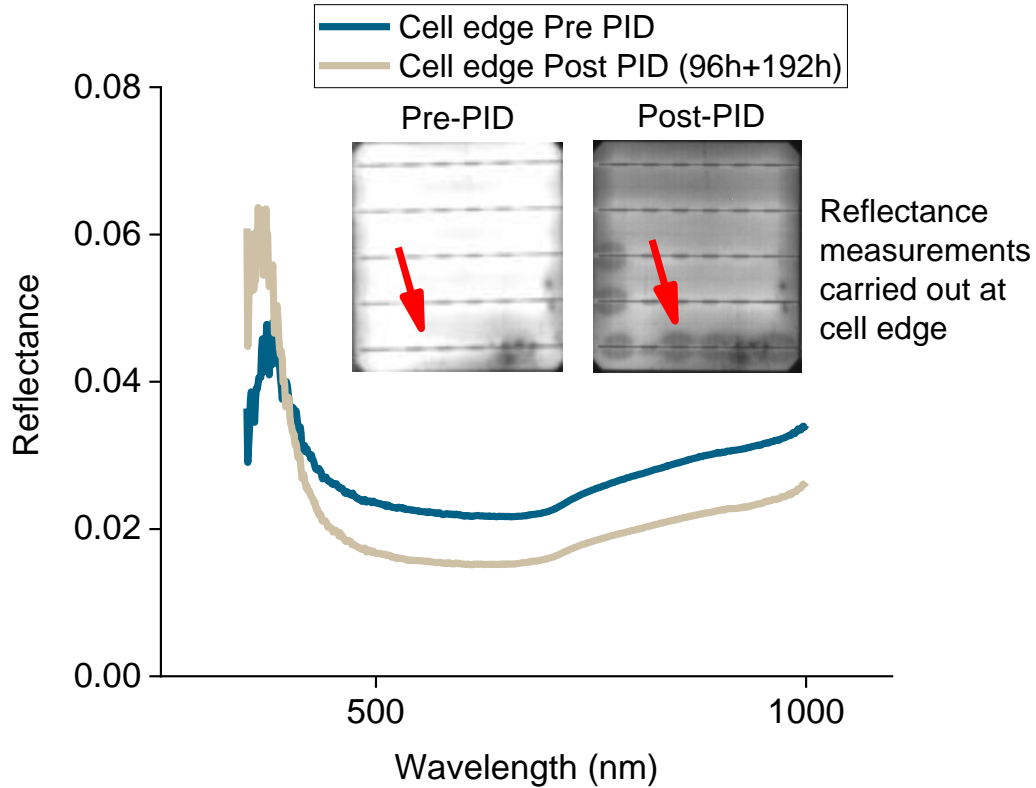 Cell edge Pre PID
Cell edge Post PID (96h+192h)
Pre-PID
Post-PID
Reflectance
measurements
carried out at
cell edge
Reflectance
0.08
0.06
0.04
0.02
0.00
500
1000
Wavelength (nm)